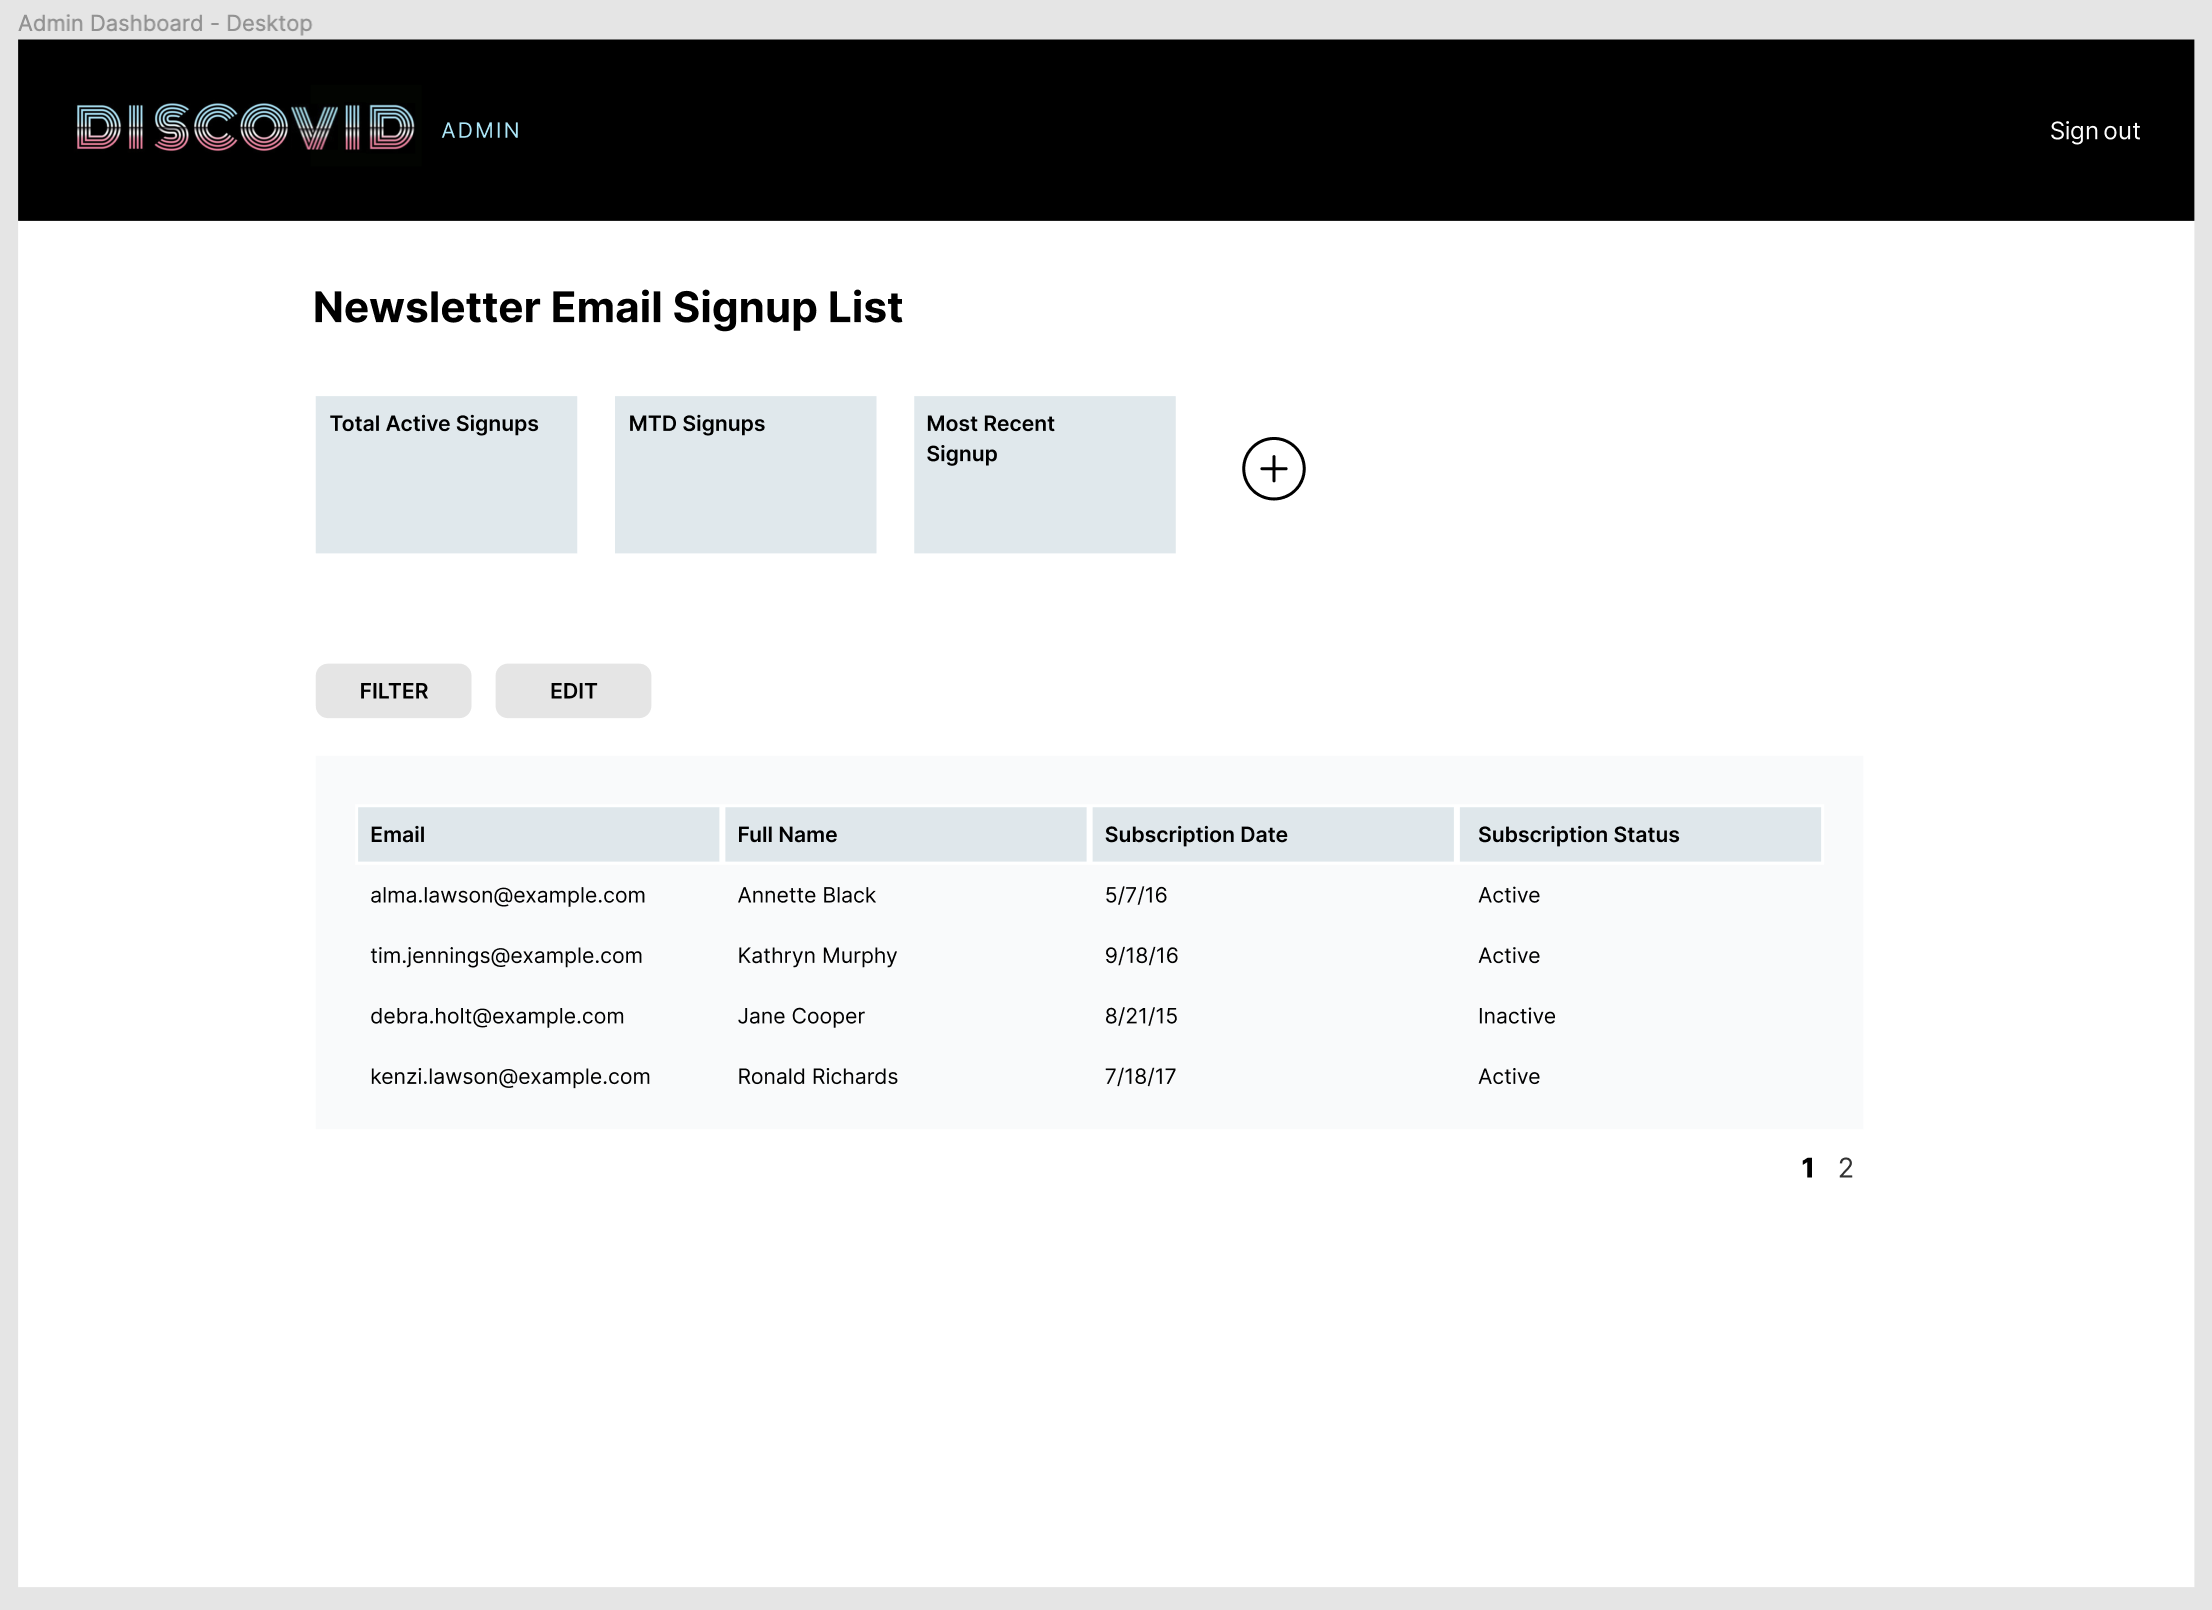 Admin Dashboard - Desktop
DISCOVID ADMIN
Sign out
Newsletter Email Signup List
Total Active Signups
MTD Signups
Most Recent
Signup
FILTER
EDIT
Email Full Name Subscription Date Subscription Status
alma.lawson@example.com Annette Black 5/7/16 Active
tim.jennings@example.com Kathryn Murphy 9/18/16 Active
debra.holt@example.com Jane Cooper 8/21/15 Inactive
kenzi.lawson@example.com Ronald Richards 7/18/17 Active
1 2